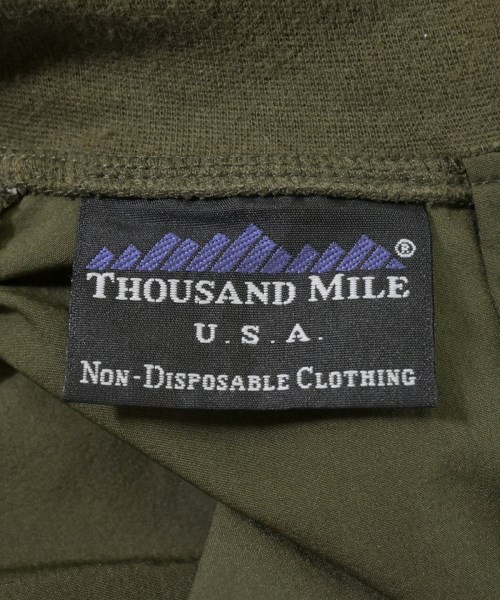 ®
THOUSAND MILE
U.S.A.
NON-DISPOSABLE CLOTHING